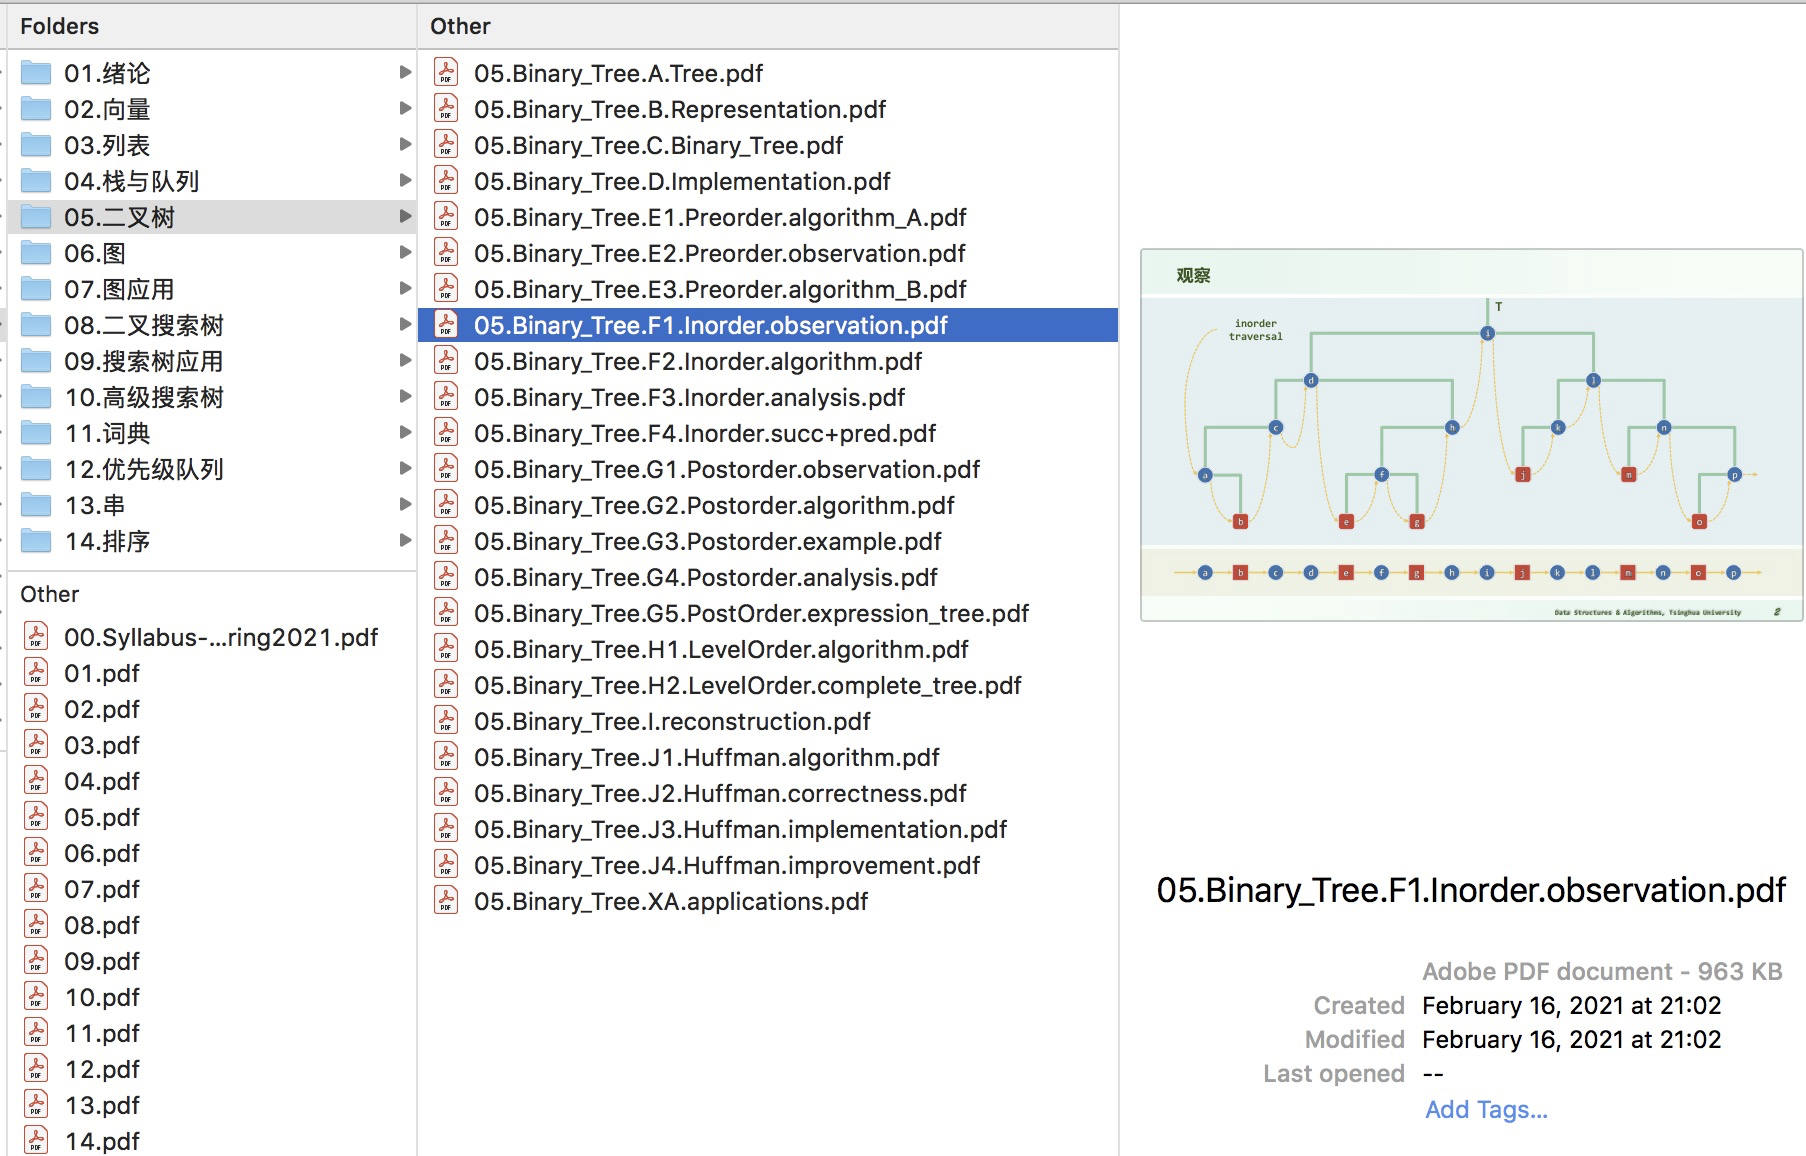 Folders
01.绪论
02.向量
03.列表
04.栈与队列
05.二叉树
06.图
07.图应用
08.二叉搜索树
09.搜索树应用
10.高级搜索树
11.词典
12.优先级队列
13.串
14.排序
Other
00.Syllabus-...ring2021.pdf
01.pdf
02.pdf
03.pdf
04.pdf
05.pdf
06.pdf
07.pdf
08.pdf
09.pdf
10.pdf
11.pdf
12.pdf
13.pdf
14.pdf
Other
05.Binary_Tree.A.Tree.pdf
05.Binary_Tree.B.Representation.pdf
05.Binary_Tree.C.Binary_Tree.pdf
05.Binary_Tree.D.Implementation.pdf
05.Binary_Tree.E1.Preorder.algorithm_A.pdf
05.Binary_Tree.E2.Preorder.observation.pdf
05.Binary_Tree.E3.Preorder.algorithm_B.pdf
05.Binary_Tree.F1.Inorder.observation.pdf
05.Binary_Tree.F2.Inorder.algorithm.pdf
05.Binary_Tree.F3.Inorder.analysis.pdf
05.Binary_Tree.F4.Inorder.succ+pred.pdf
05.Binary_Tree.G1.Postorder.observation.pdf
05.Binary_Tree.G2.Postorder.algorithm.pdf
05.Binary_Tree.G3.Postorder.example.pdf
05.Binary_Tree.G4.Postorder.analysis.pdf
05.Binary_Tree.G5.PostOrder.expression_tree.pdf
05.Binary_Tree.H1.LevelOrder.algorithm.pdf
05.Binary_Tree.H2.LevelOrder.complete_tree.pdf
05.Binary_Tree.I.reconstruction.pdf
05.Binary_Tree.J1.Huffman.algorithm.pdf
05.Binary_Tree.J2.Huffman.correctness.pdf
05.Binary_Tree.J3.Huffman.implementation.pdf
05.Binary_Tree.J4.Huffman.improvement.pdf
05.Binary_Tree.XA.applications.pdf
观察
T
inorder
traversal
i
d l
c h k n
a f j m p
b e g o
a b c d e f g h i j k l m n o p
Data Structures & Algorithms, Tsinghua University 2
05.Binary_Tree.F1.Inorder.observation.pdf
Adobe PDF document - 963 KB
Created February 16, 2021 at 21:02
Modified February 16, 2021 at 21:02
Last opened --
Add Tags...